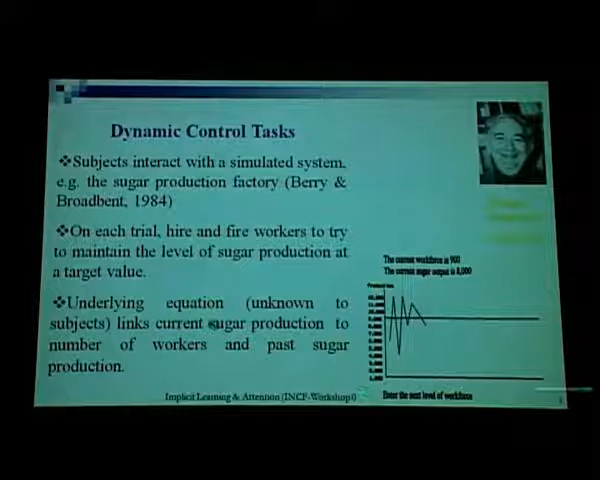 Dynamic Control Tasks
❖Subjects interact with a simulated system,
e.g. the sugar production factory (Berry &
Broadbent, 1984)
❖On each trial, hire and fire workers to try
to maintain the level of sugar production at
a target value.
❖Underlying equation (unknown to
subjects) links current sugar production to
number of workers and past sugar
production.
The current workforce is 900
The current sugar output is 8,000
Enter the next level of workforce
Implicit Learning & Attention (INCF-Workshop1)